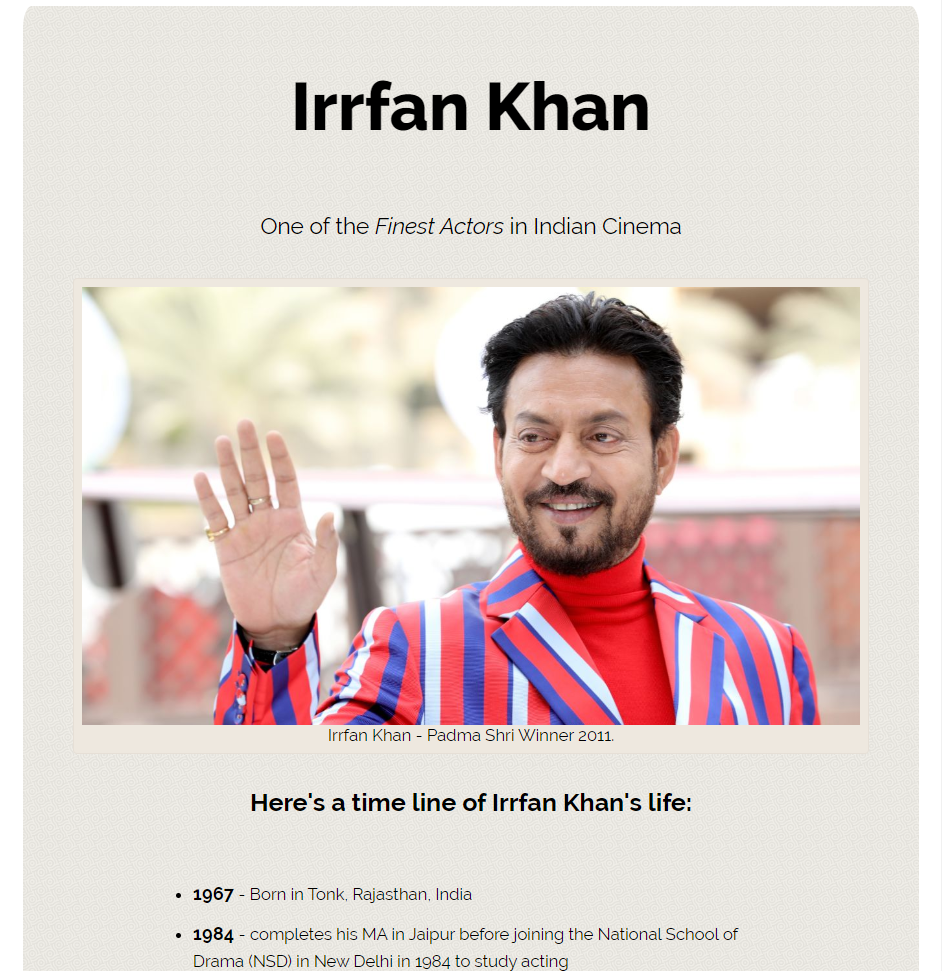 Irrfan Khan
One of the Finest Actors in Indian Cinema
Irrfan Khan - Padma Shri Winner 2011.
Here's a time line of Irrfan Khan's life:
• 1967 - Born in Tonk, Rajasthan, India
• 1984 - completes his MA in Jaipur before joining the National School of
Drama (NSD) in New Delhi in 1984 to study acting